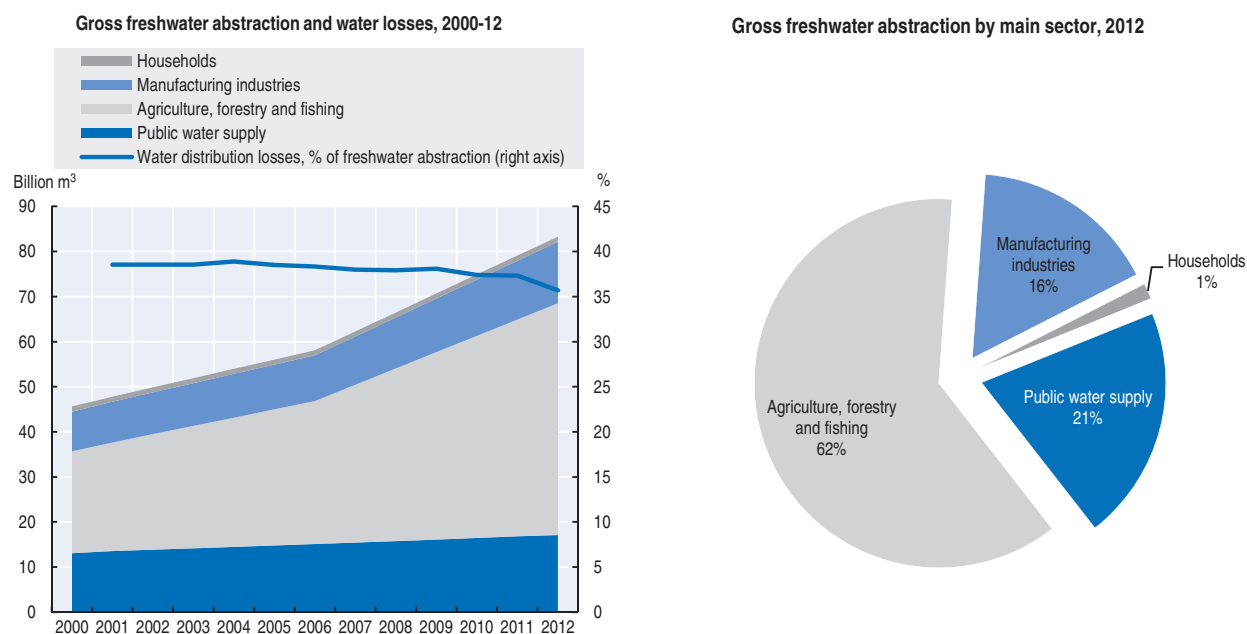 Gross freshwater abstraction and water losses, 2000-12
Households
Manufacturing industries
Agriculture, forestry and fishing
Public water supply
Water distribution losses, % of freshwater abstraction (right axis)
Billion m³
%
90
80
70
60
50
40
30
20
10
0
45
40
35
30
25
20
15
10
5
0
2000 2001 2002 2003 2004 2005 2006 2007 2008 2009 2010 2011 2012
Gross freshwater abstraction by main sector, 2012
Manufacturing
industries
16%
Households
1%
Public water supply
21%
Agriculture, forestry
and fishing
62%